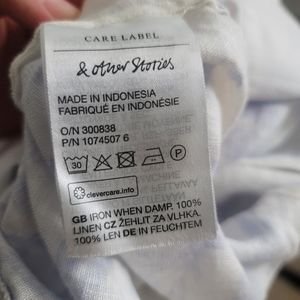 CARE LABEL
& other Stories
MADE IN INDONESIA
FABRIQUÉ EN INDONÉSIE
O/N 300838
P/N 1074507 6
30
P
clevercare.info
GB IRON WHEN DAMP. 100%
LINEN CZ ŽEHLIT ZA VLHKA.
100% LEN DE IN FEUCHTEM